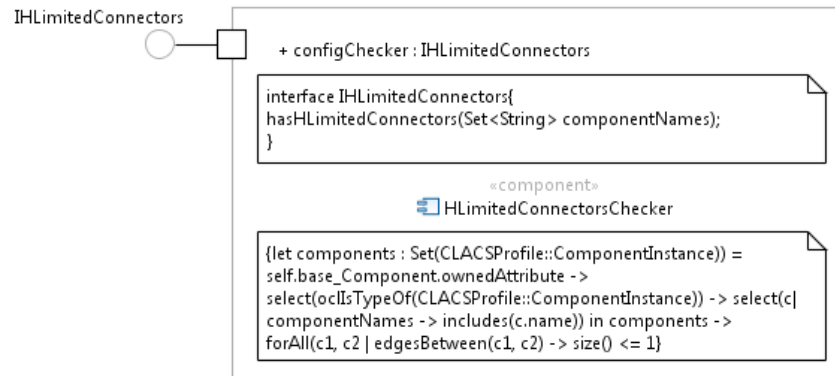 IHLimitedConnectors
+ configChecker : IHLimitedConnectors
interface IHLimitedConnectors{
hasHLimitedConnectors(Set<String> componentNames);
}
«component»
HLimitedConnectorsChecker
{let components : Set(CLACSProfile::ComponentInstance)) =
self.base_Component.ownedAttribute ->
select(oclIsTypeOf(CLACSProfile::ComponentInstance)) -> select(c|
componentNames -> includes(c.name)) in components ->
forAll(c1, c2 | edgesBetween(c1, c2) -> size() <= 1}